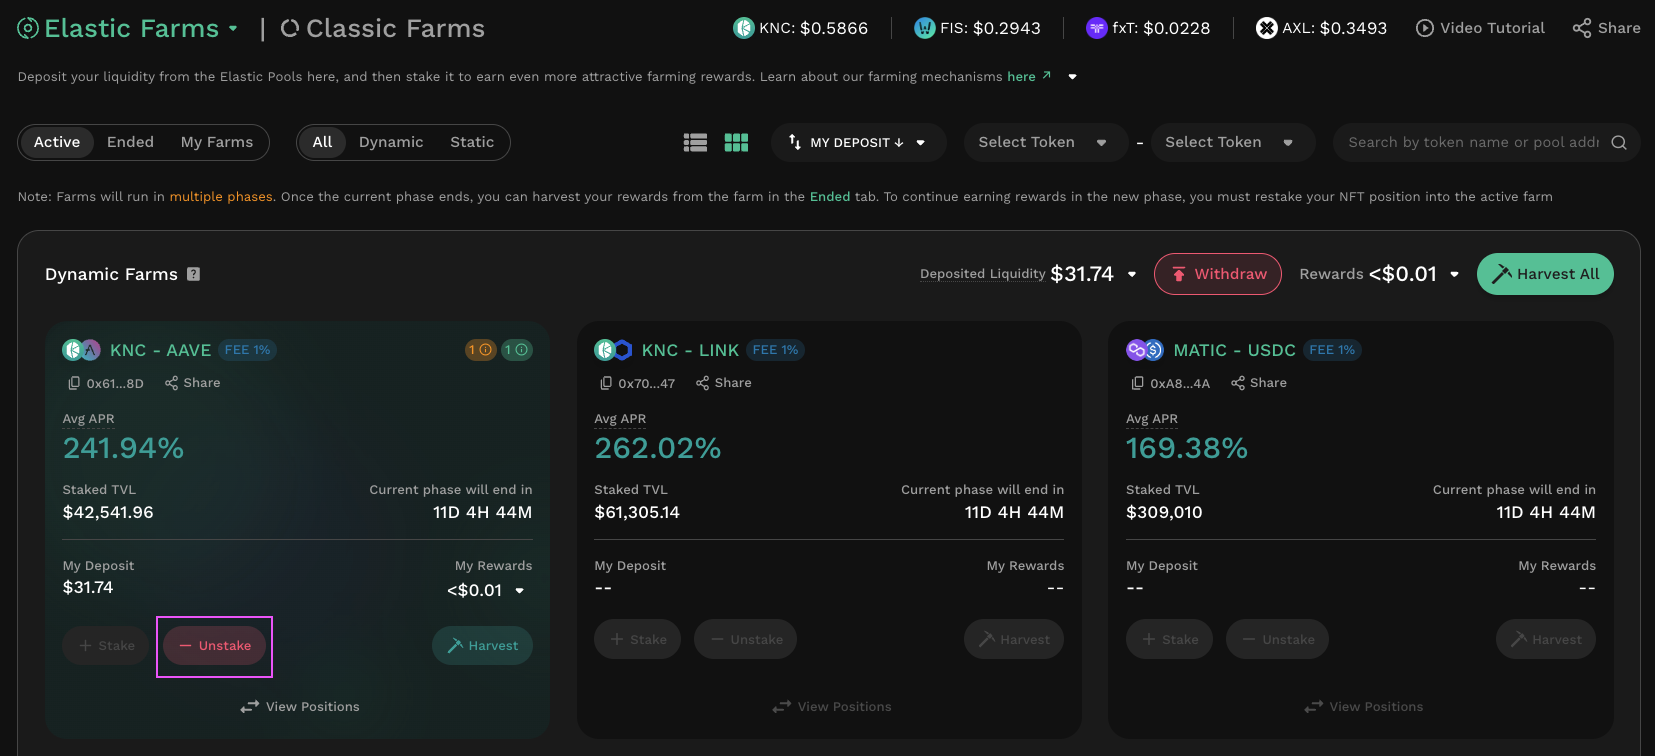 Elastic Farms | Classic Farms KNC: $0.5866 FIS: $0.2943 fxT: $0.0228 AXL: $0.3493 Video Tutorial Share
Deposit your liquidity from the Elastic Pools here, and then stake it to earn even more attractive farming rewards. Learn about our farming mechanisms here ↗
Active Ended My Farms All Dynamic Static MY DEPOSIT ↓ Select Token - Select Token Search by token name or pool addr
Note: Farms will run in multiple phases. Once the current phase ends, you can harvest your rewards from the farm in the Ended tab. To continue earning rewards in the new phase, you must restake your NFT position into the active farm
Dynamic Farms ? Deposited Liquidity $31.74 Withdraw Rewards <$0.01 Harvest All
KNC - AAVE FEE 1% 1 1
0x61...8D Share
Avg APR
241.94%
Staked TVL Current phase will end in
$42,541.96 11D 4H 44M
My Deposit My Rewards
$31.74 <$0.01
+ Stake — Unstake Harvest
View Positions
KNC - LINK FEE 1%
0x70...47 Share
Avg APR
262.02%
Staked TVL Current phase will end in
$61,305.14 11D 4H 44M
My Deposit My Rewards
-- --
+ Stake — Unstake Harvest
View Positions
MATIC - USDC FEE 1%
0xA8...4A Share
Avg APR
169.38%
Staked TVL Current phase will end in
$309,010 11D 4H 44M
My Deposit My Rewards
-- --
+ Stake — Unstake Harvest
View Positions